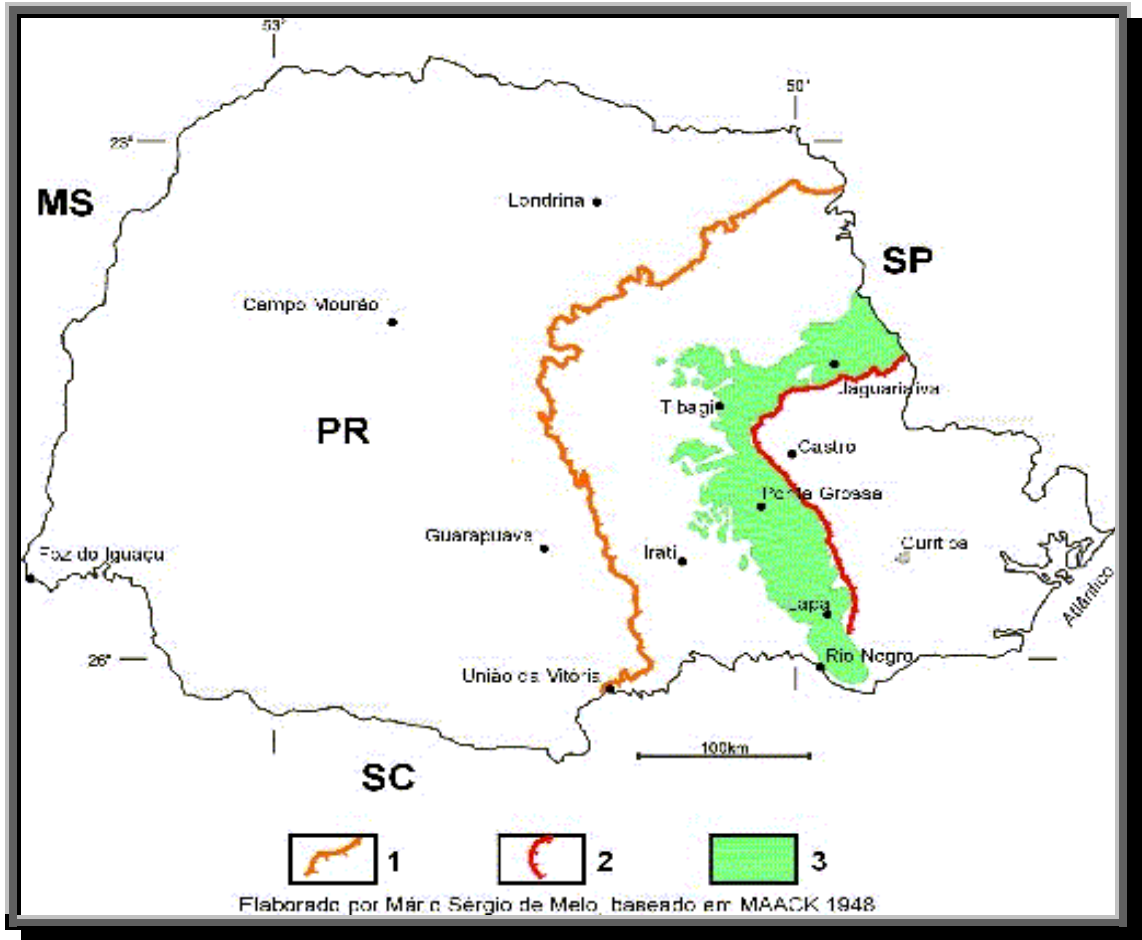 53°
50°
23°
MS
Londrina
SP
Campo Mourão
Jaguariaíva
Tibagi
PR
Castro
Ponta Grossa
Guarapuava
Irati
Curitiba
Foz do Iguaçu
Atlântico
Lapa
26°
Rio Negro
União da Vitória
100km
SC
1 2 3
Elaborado por Mário Sérgio de Melo, baseado em MAACK 1948